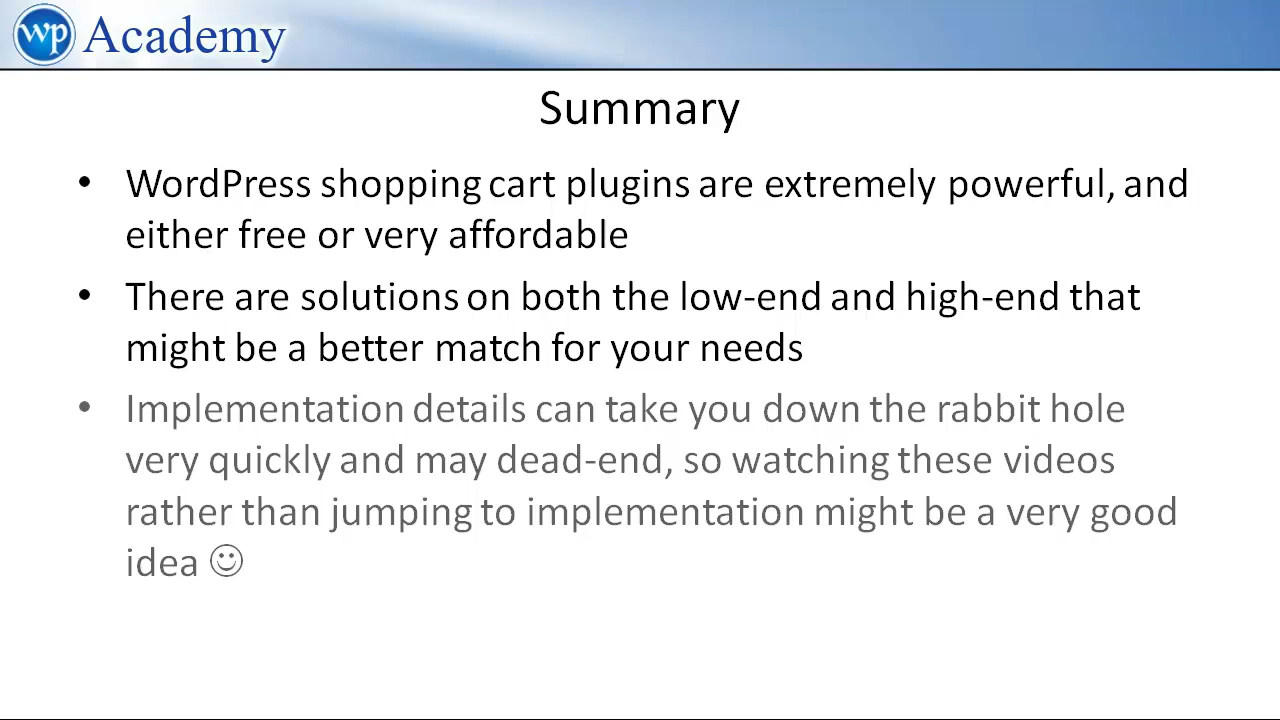 wp Academy
Summary
• WordPress shopping cart plugins are extremely powerful, and
either free or very affordable
• There are solutions on both the low-end and high-end that
might be a better match for your needs
• Implementation details can take you down the rabbit hole
very quickly and may dead-end, so watching these videos
rather than jumping to implementation might be a very good
idea ☺